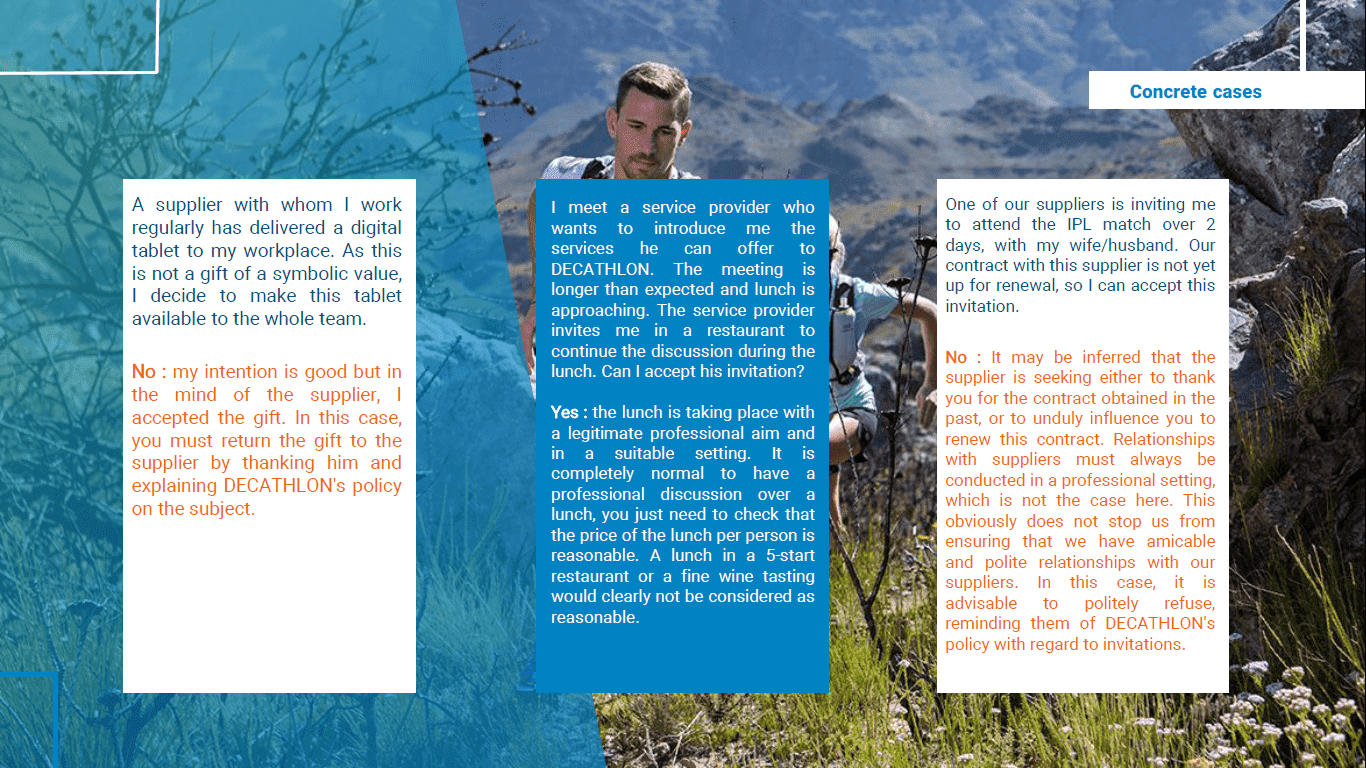 Concrete cases
A supplier with whom I work
regularly has delivered a digital
tablet to my workplace. As this
is not a gift of a symbolic value,
I decide to make this tablet
available to the whole team.
No : my intention is good but in
the mind of the supplier, I
accepted the gift. In this case,
you must return the gift to the
supplier by thanking him and
explaining DECATHLON's policy
on the subject.
I meet a service provider who
wants to introduce me the
services he can offer to
DECATHLON. The meeting is
longer than expected and lunch is
approaching. The service provider
invites me in a restaurant to
continue the discussion during the
lunch. Can I accept his invitation?
Yes : the lunch is taking place with
a legitimate professional aim and
in a suitable setting. It is
completely normal to have a
professional discussion over a
lunch, you just need to check that
the price of the lunch per person is
reasonable. A lunch in a 5-start
restaurant or a fine wine tasting
would clearly not be considered as
reasonable.
One of our suppliers is inviting me
to attend the IPL match over 2
days, with my wife/husband. Our
contract with this supplier is not yet
up for renewal, so I can accept this
invitation.
No : It may be inferred that the
supplier is seeking either to thank
you for the contract obtained in the
past, or to unduly influence you to
renew this contract. Relationships
with suppliers must always be
conducted in a professional setting,
which is not the case here. This
obviously does not stop us from
ensuring that we have amicable
and polite relationships with our
suppliers. In this case, it is
advisable to politely refuse,
reminding them of DECATHLON's
policy with regard to invitations.